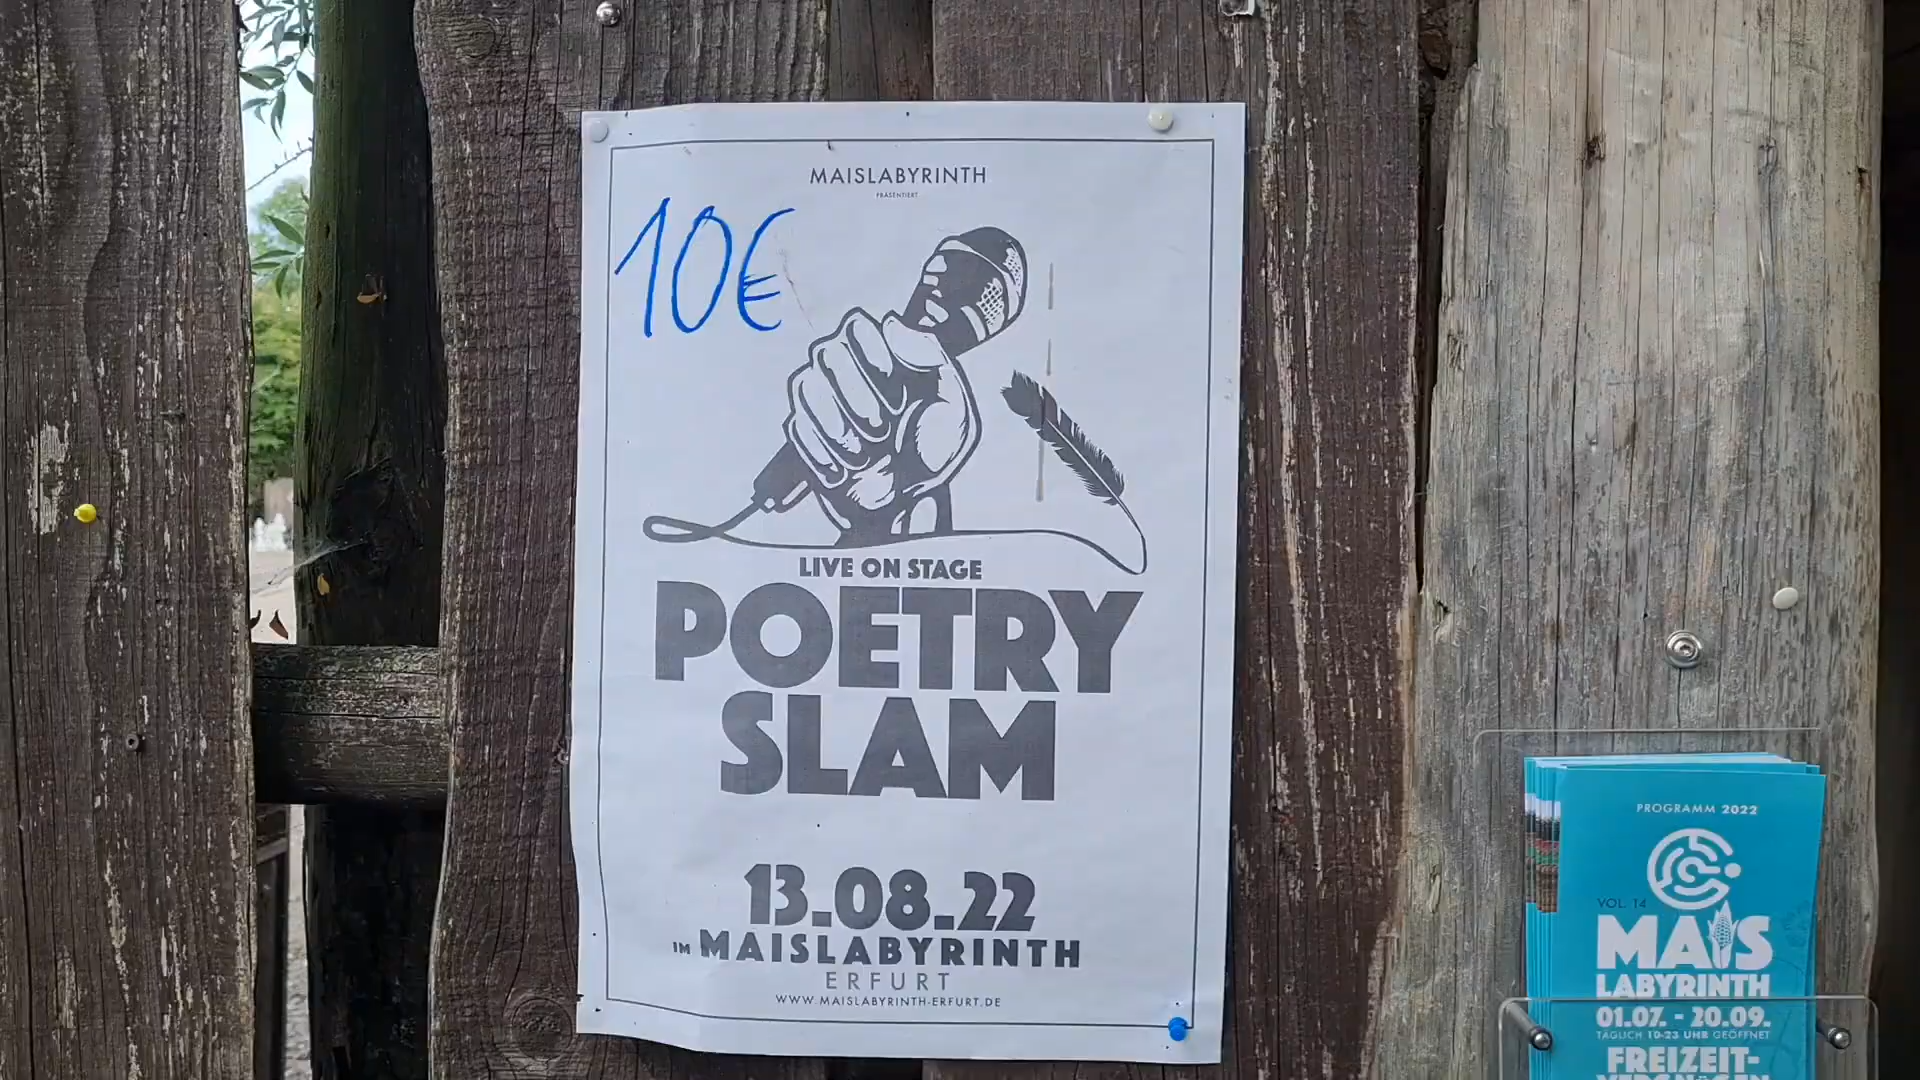 MAISLABYRINTH
PRÄSENTIERT
10€
LIVE ON STAGE
POETRY
SLAM
13.08.22
IM MAISLABYRINTH
ERFURT
WWW.MAISLABYRINTH-ERFURT.DE
PROGRAMM 2022
VOL. 14
MAIS
LABYRINTH
01.07. - 20.09.
TÄGLICH 10-23 UHR GEÖFFNET
FREIZEIT-